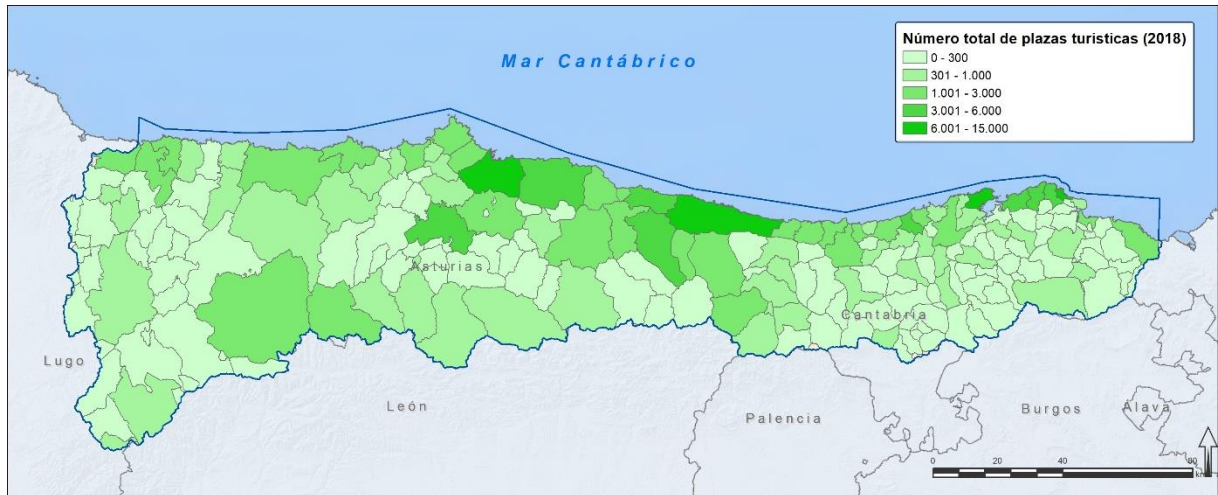 Número total de plazas turísticas (2018)
0 - 300
301 - 1.000
1.001 - 3.000
3.001 - 6.000
6.001 - 15.000
Mar Cantábrico
Asturias
Cantabria
Lugo
León
Palencia
Burgos
Álava
0 20 40 80
km